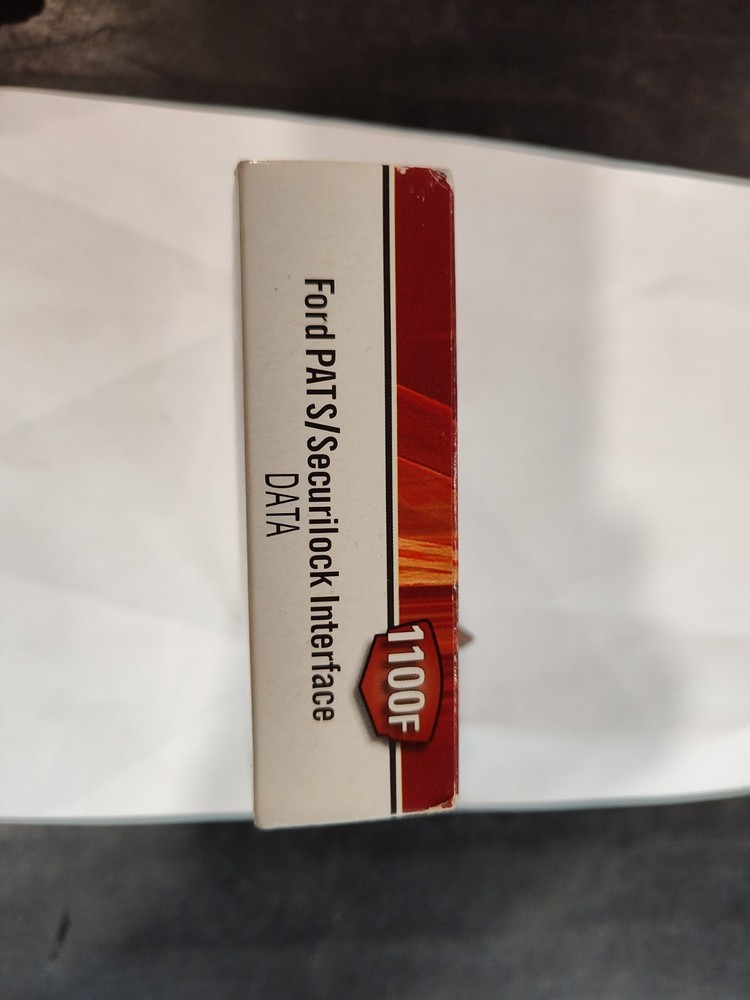 1100F
Ford PATS/Securilock Interface
DATA